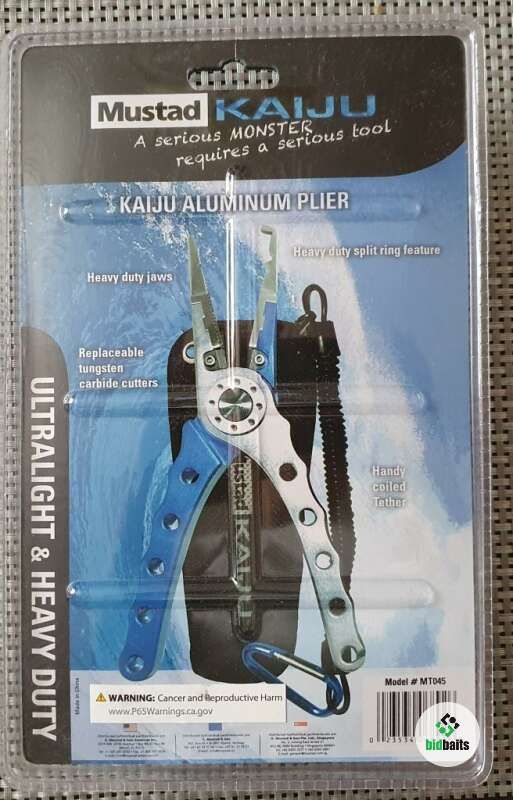 Mustad KAIJU
A serious MONSTER
requires a serious tool
KAIJU ALUMINUM PLIER
Heavy duty split ring feature
Heavy duty jaws
Replaceable
tungsten
carbide cutters
ULTRALIGHT & HEAVY DUTY
Handy
coiled
Tether
KAIJU
Model # MT045
Made in China
WARNING: Cancer and Reproductive Harm
www.P65Warnings.ca.gov
bidbaits